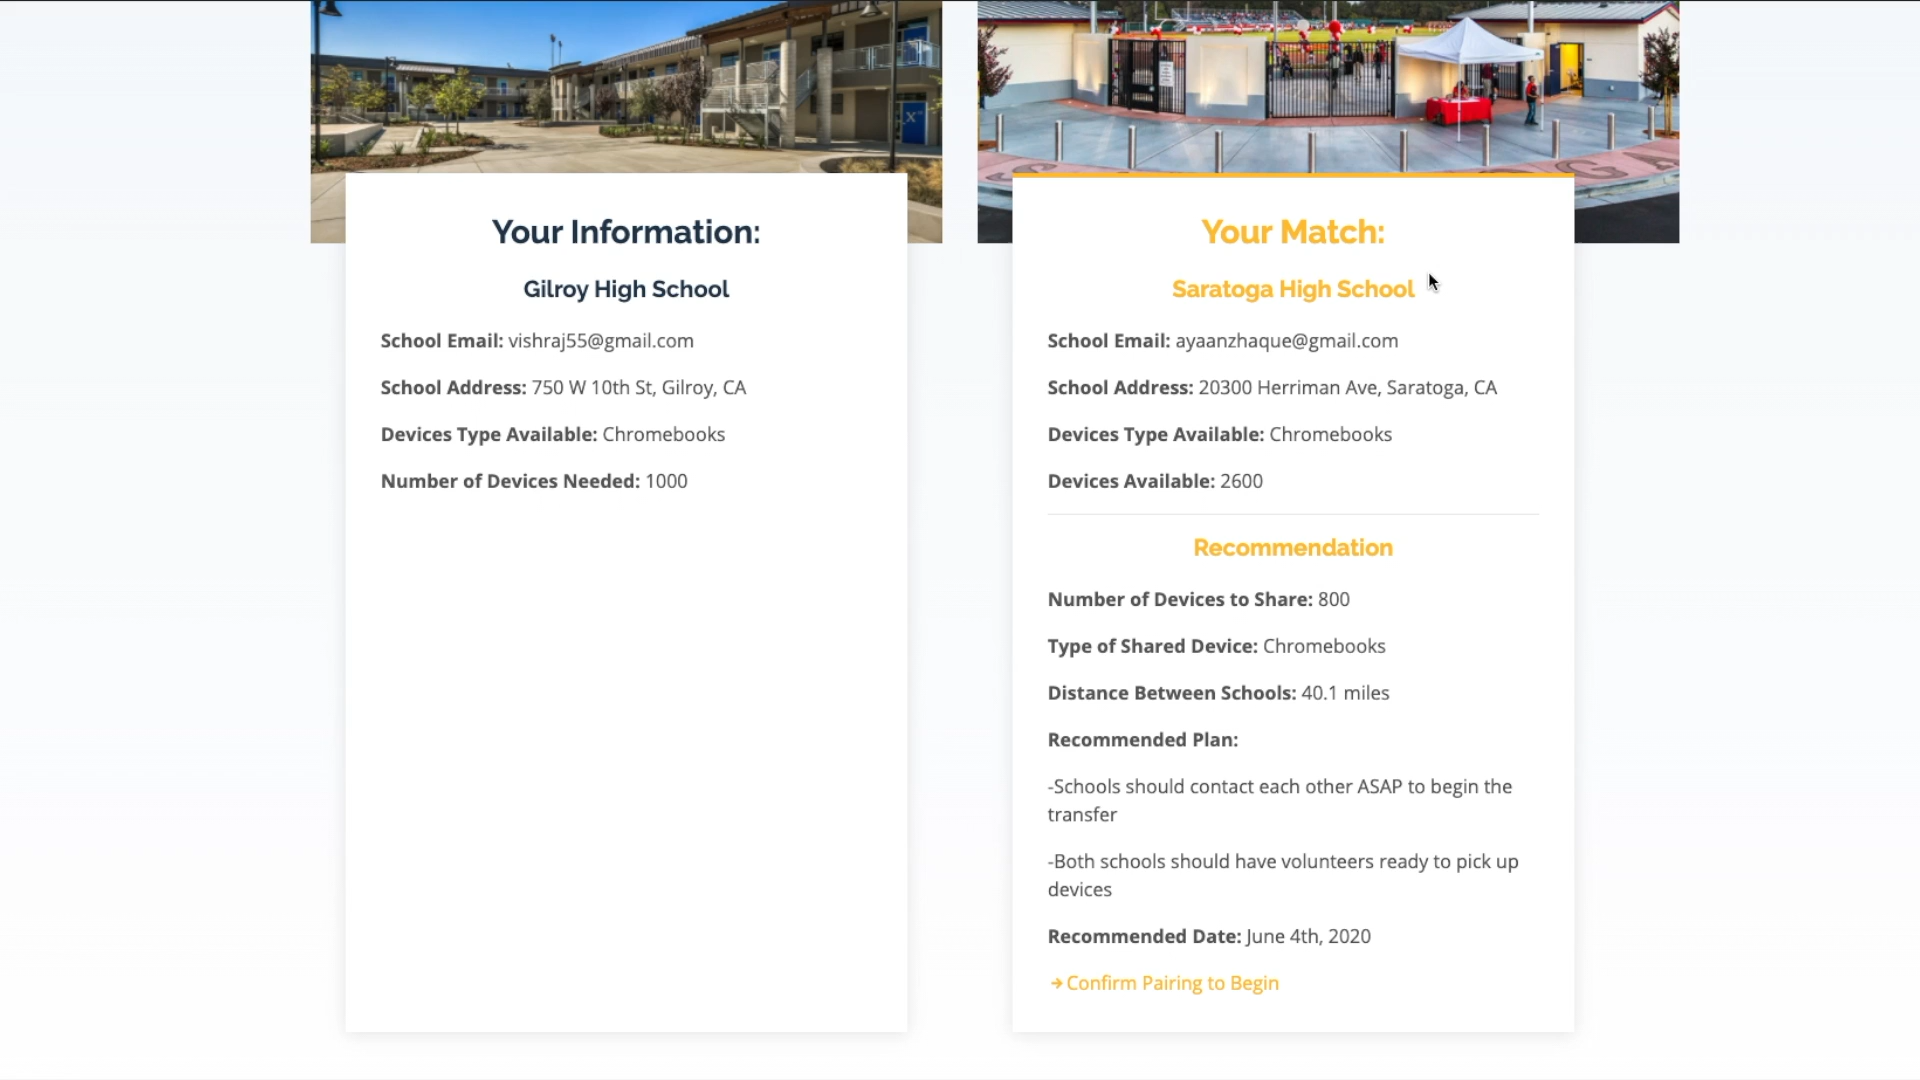 Your Information:
Gilroy High School
School Email: vishraj55@gmail.com
School Address: 750 W 10th St, Gilroy, CA
Devices Type Available: Chromebooks
Number of Devices Needed: 1000
Your Match:
Saratoga High School
School Email: ayaanzhaque@gmail.com
School Address: 20300 Herriman Ave, Saratoga, CA
Devices Type Available: Chromebooks
Devices Available: 2600
Recommendation
Number of Devices to Share: 800
Type of Shared Device: Chromebooks
Distance Between Schools: 40.1 miles
Recommended Plan:
-Schools should contact each other ASAP to begin the
transfer
-Both schools should have volunteers ready to pick up
devices
Recommended Date: June 4th, 2020
→ Confirm Pairing to Begin